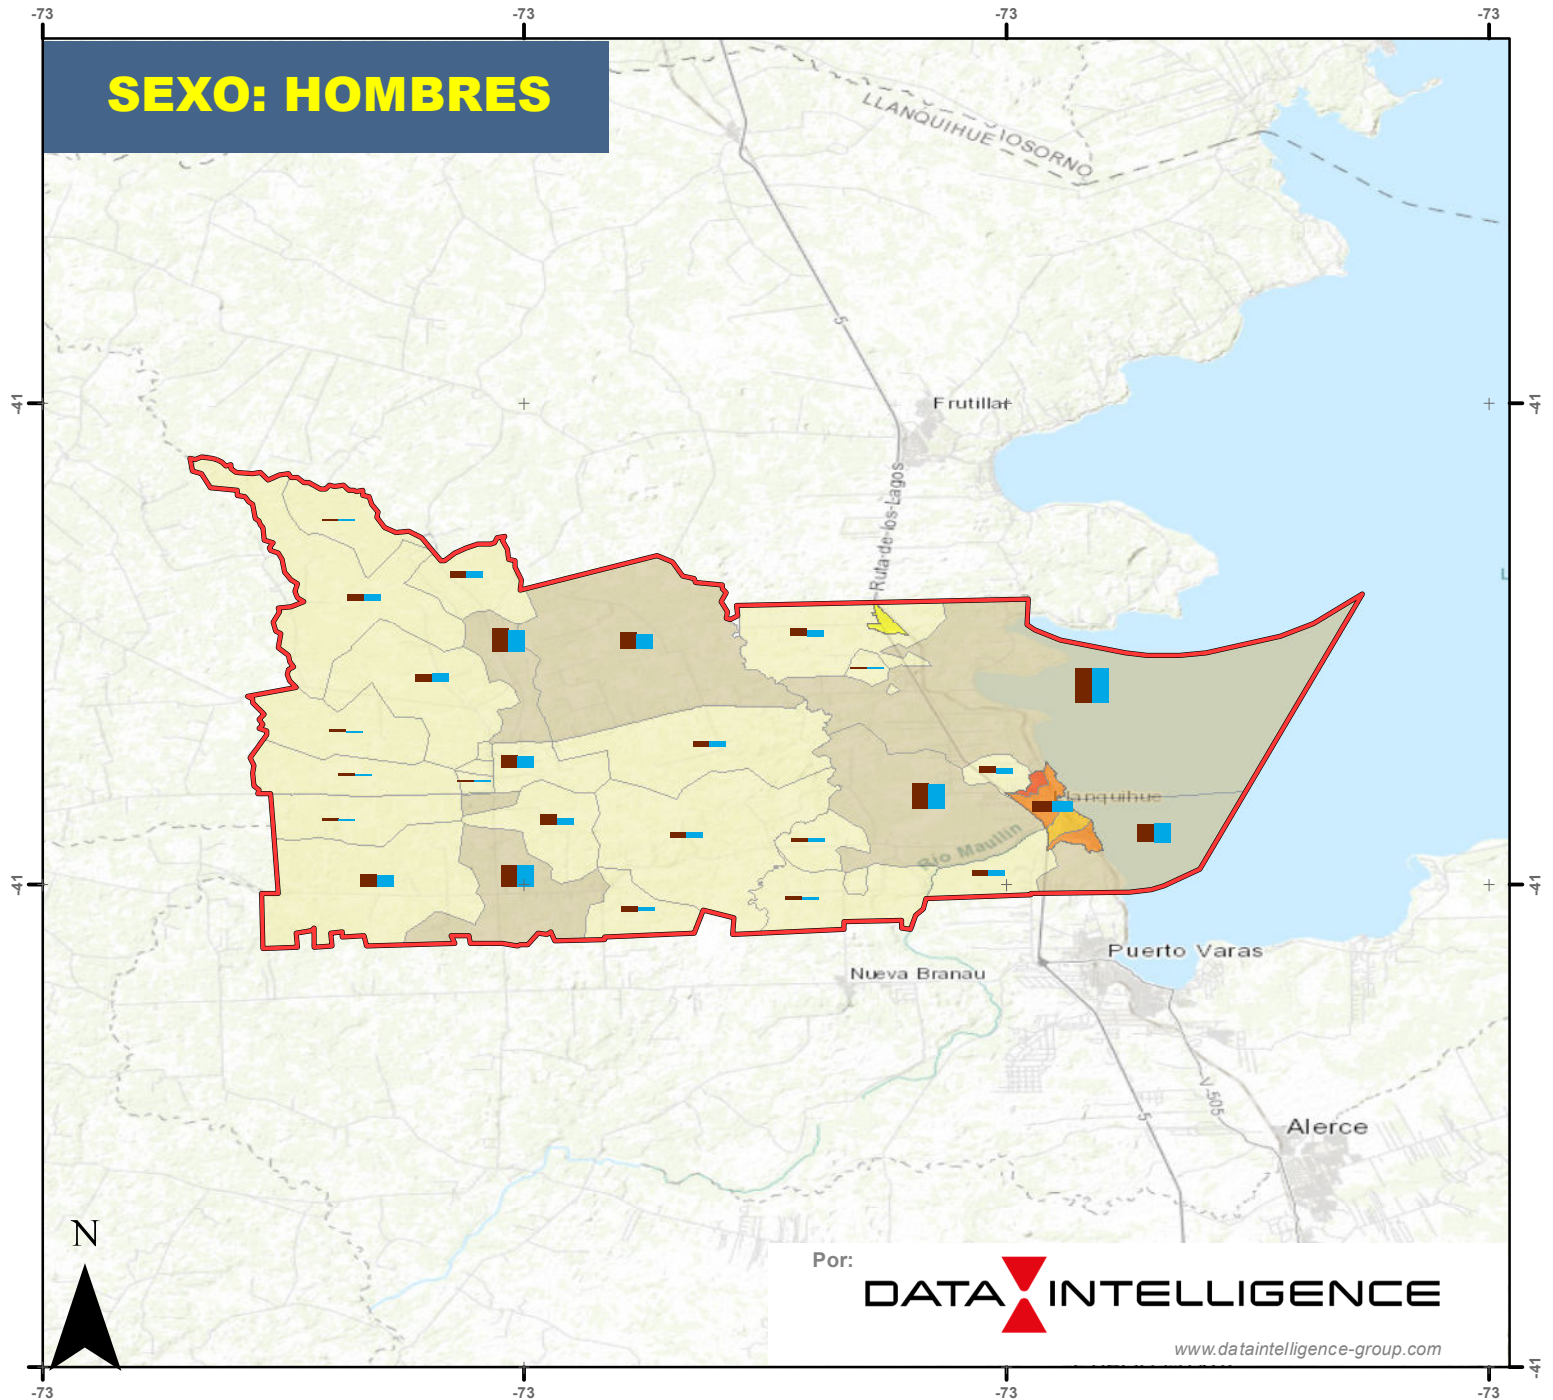 -73 -73 -73 -73
SEXO: HOMBRES
LLANQUIHUE
OSORNO
5
-41 -41
Frutillar
Ruta-de-los-Lagos
Llanquihue
Río Maullín
-41 -41
Puerto Varas
Nueva Branau
V-505
5
Alerce
N
Por:
DATA INTELLIGENCE
www.dataintelligence-group.com
-41
-73 -73 -73 -73